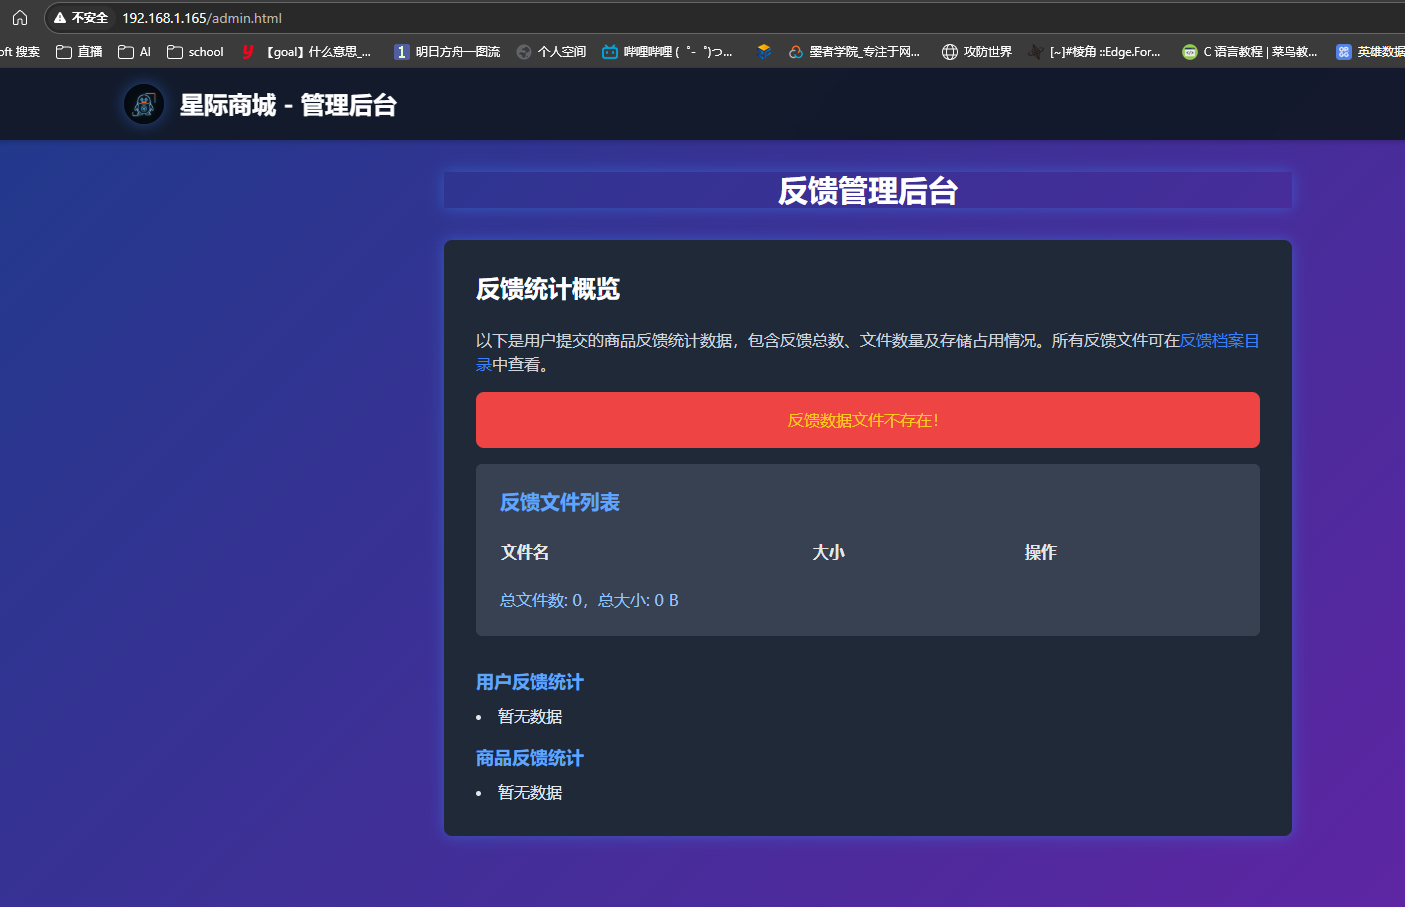 不安全 192.168.1.165/admin.html
oft 搜索 直播 AI school 【goal】什么意思_... 明日方舟一图流 个人空间 哔哩哔哩 ( ゜- ゜)つ... 墨者学院_专注于网... 攻防世界 [~]#棱角 ::Edge.For... C 语言教程 | 菜鸟教... 英雄数据
星际商城 - 管理后台
反馈管理后台
反馈统计概览
以下是用户提交的商品反馈统计数据，包含反馈总数、文件数量及存储占用情况。所有反馈文件可在反馈档案目
录中查看。
反馈数据文件不存在！
反馈文件列表
文件名 大小 操作
总文件数: 0，总大小: 0 B
用户反馈统计
• 暂无数据
商品反馈统计
• 暂无数据